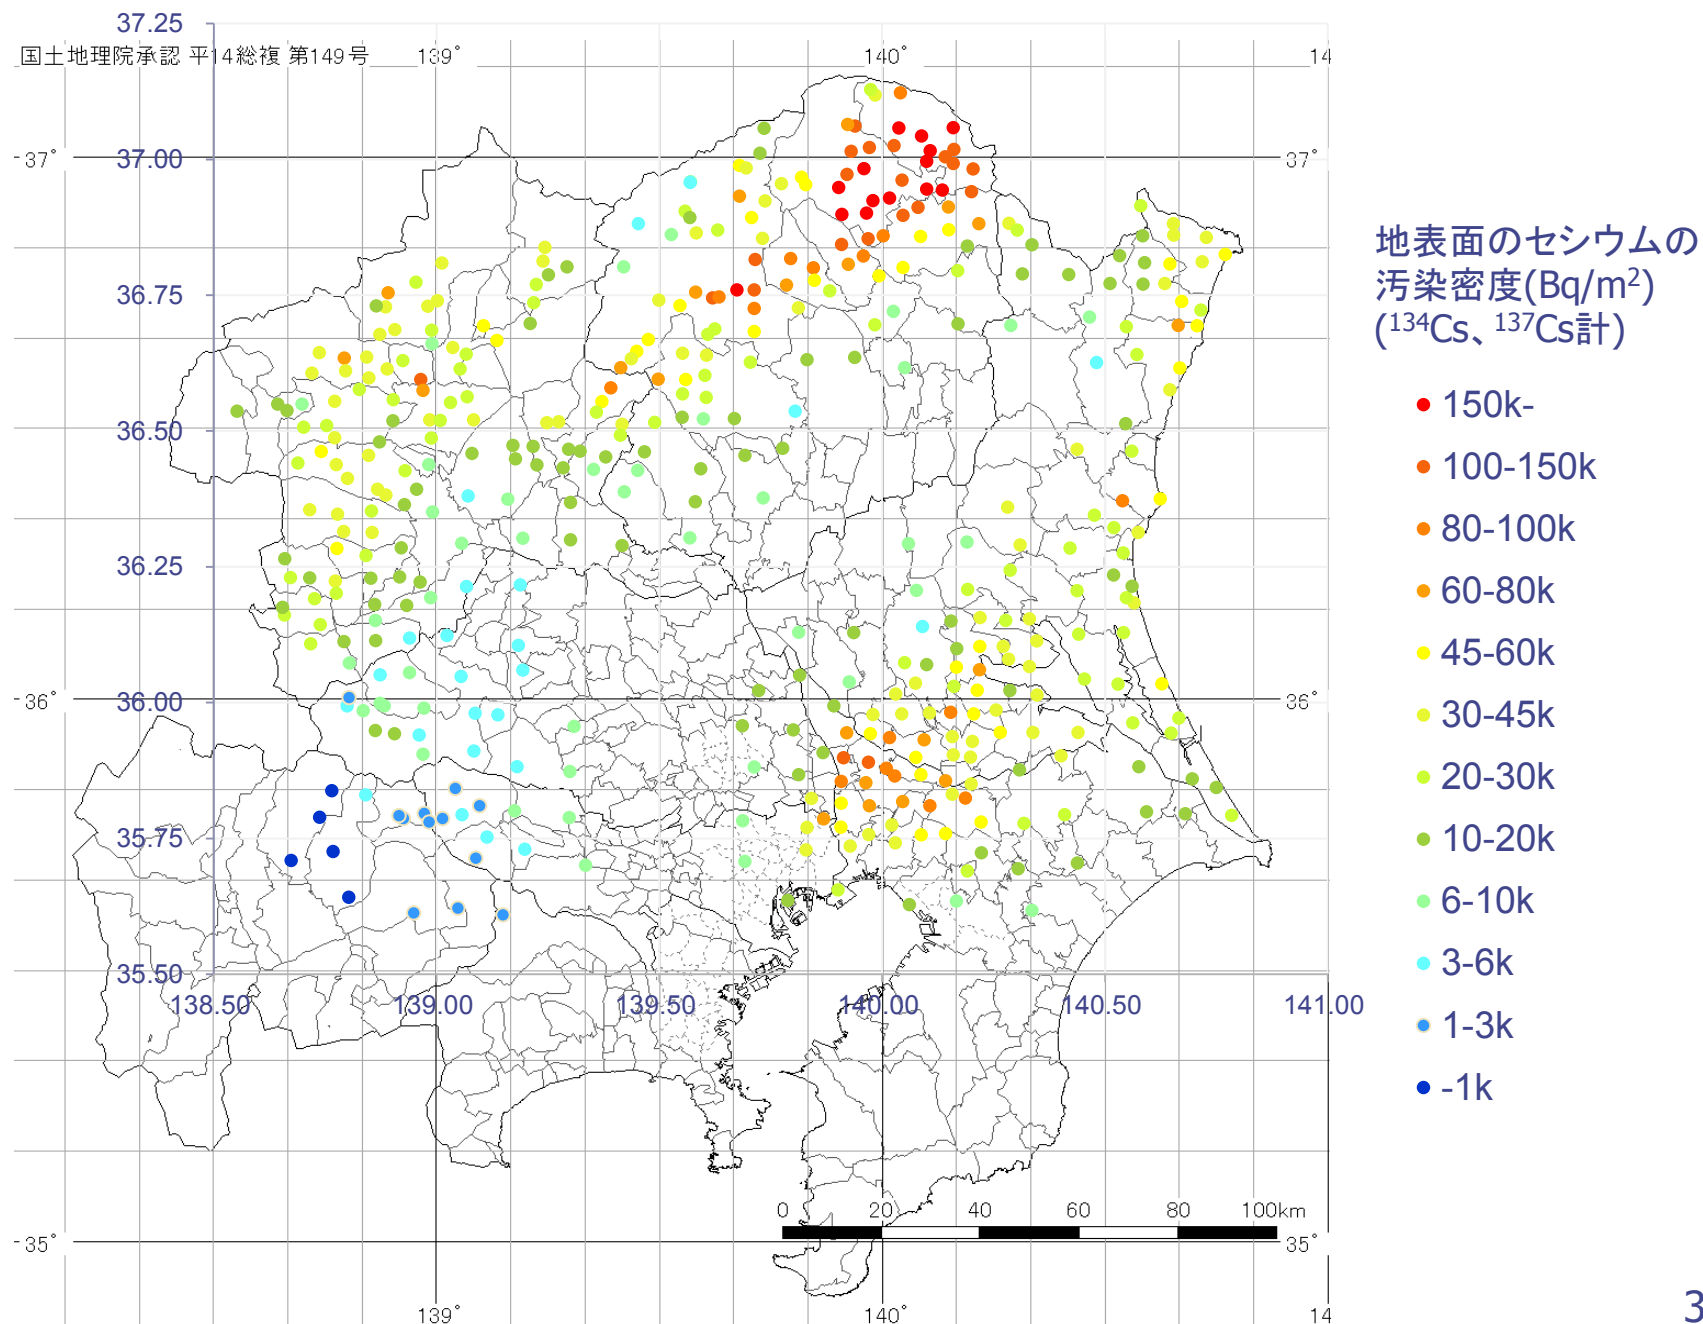 37.25
国土地理院承認 平14総複 第149号
139° 140° 14
37° 37.00 37°
36.75
36.50
36.25
36° 36.00 36°
35.75
35.50
138.50 139.00 139.50 140.00 140.50 141.00
0 20 40 60 80 100km
35° 35°
139° 140° 14
地表面のセシウムの
汚染密度(Bq/m²)
(¹³⁴Cs、¹³⁷Cs計)
150k-
100-150k
80-100k
60-80k
45-60k
30-45k
20-30k
10-20k
6-10k
3-6k
1-3k
-1k
3